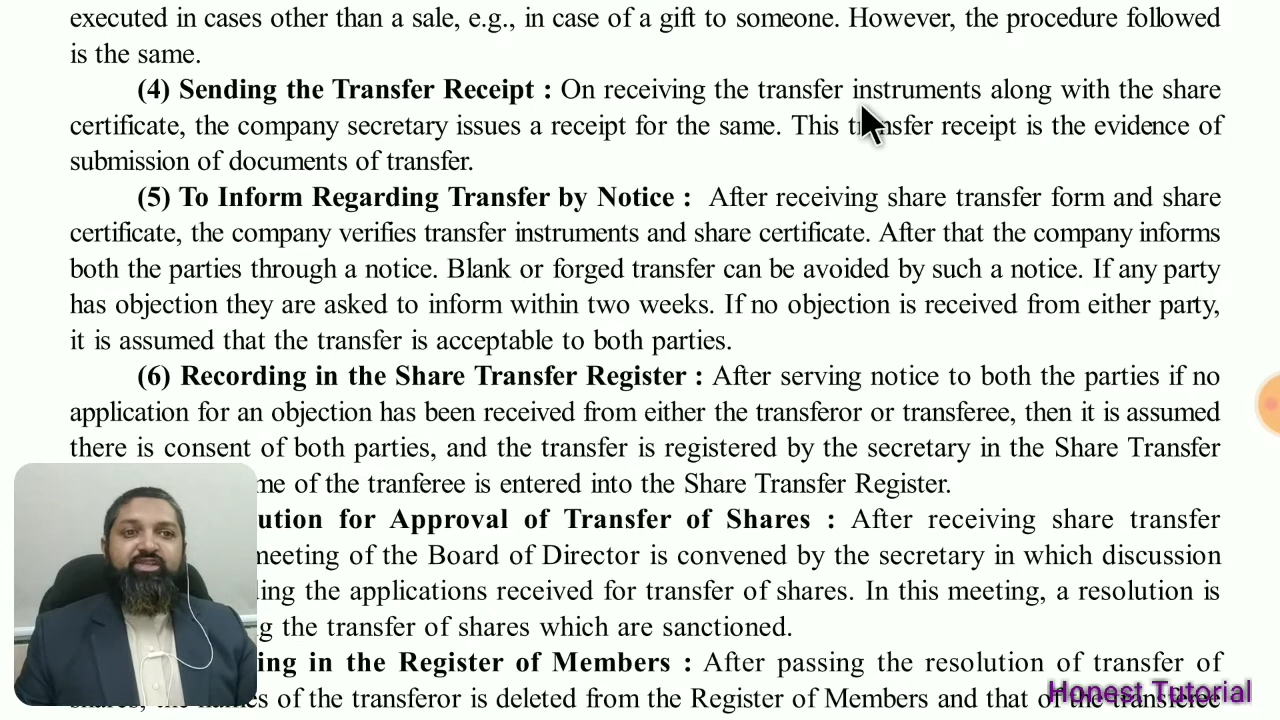 executed in cases other than a sale, e.g., in case of a gift to someone. However, the procedure followed
is the same.
(4) Sending the Transfer Receipt : On receiving the transfer instruments along with the share
certificate, the company secretary issues a receipt for the same. This transfer receipt is the evidence of
submission of documents of transfer.
(5) To Inform Regarding Transfer by Notice : After receiving share transfer form and share
certificate, the company verifies transfer instruments and share certificate. After that the company informs
both the parties through a notice. Blank or forged transfer can be avoided by such a notice. If any party
has objection they are asked to inform within two weeks. If no objection is received from either party,
it is assumed that the transfer is acceptable to both parties.
(6) Recording in the Share Transfer Register : After serving notice to both the parties if no
application for an objection has been received from either the transferor or transferee, then it is assumed
there is consent of both parties, and the transfer is registered by the secretary in the Share Transfer
me of the tranferee is entered into the Share Transfer Register.
ution for Approval of Transfer of Shares : After receiving share transfer
meeting of the Board of Director is convened by the secretary in which discussion
ing the applications received for transfer of shares. In this meeting, a resolution is
g the transfer of shares which are sanctioned.
ing in the Register of Members : After passing the resolution of transfer of
of the transferor is deleted from the Register of Members and that of the transferee
Honest Tutorial